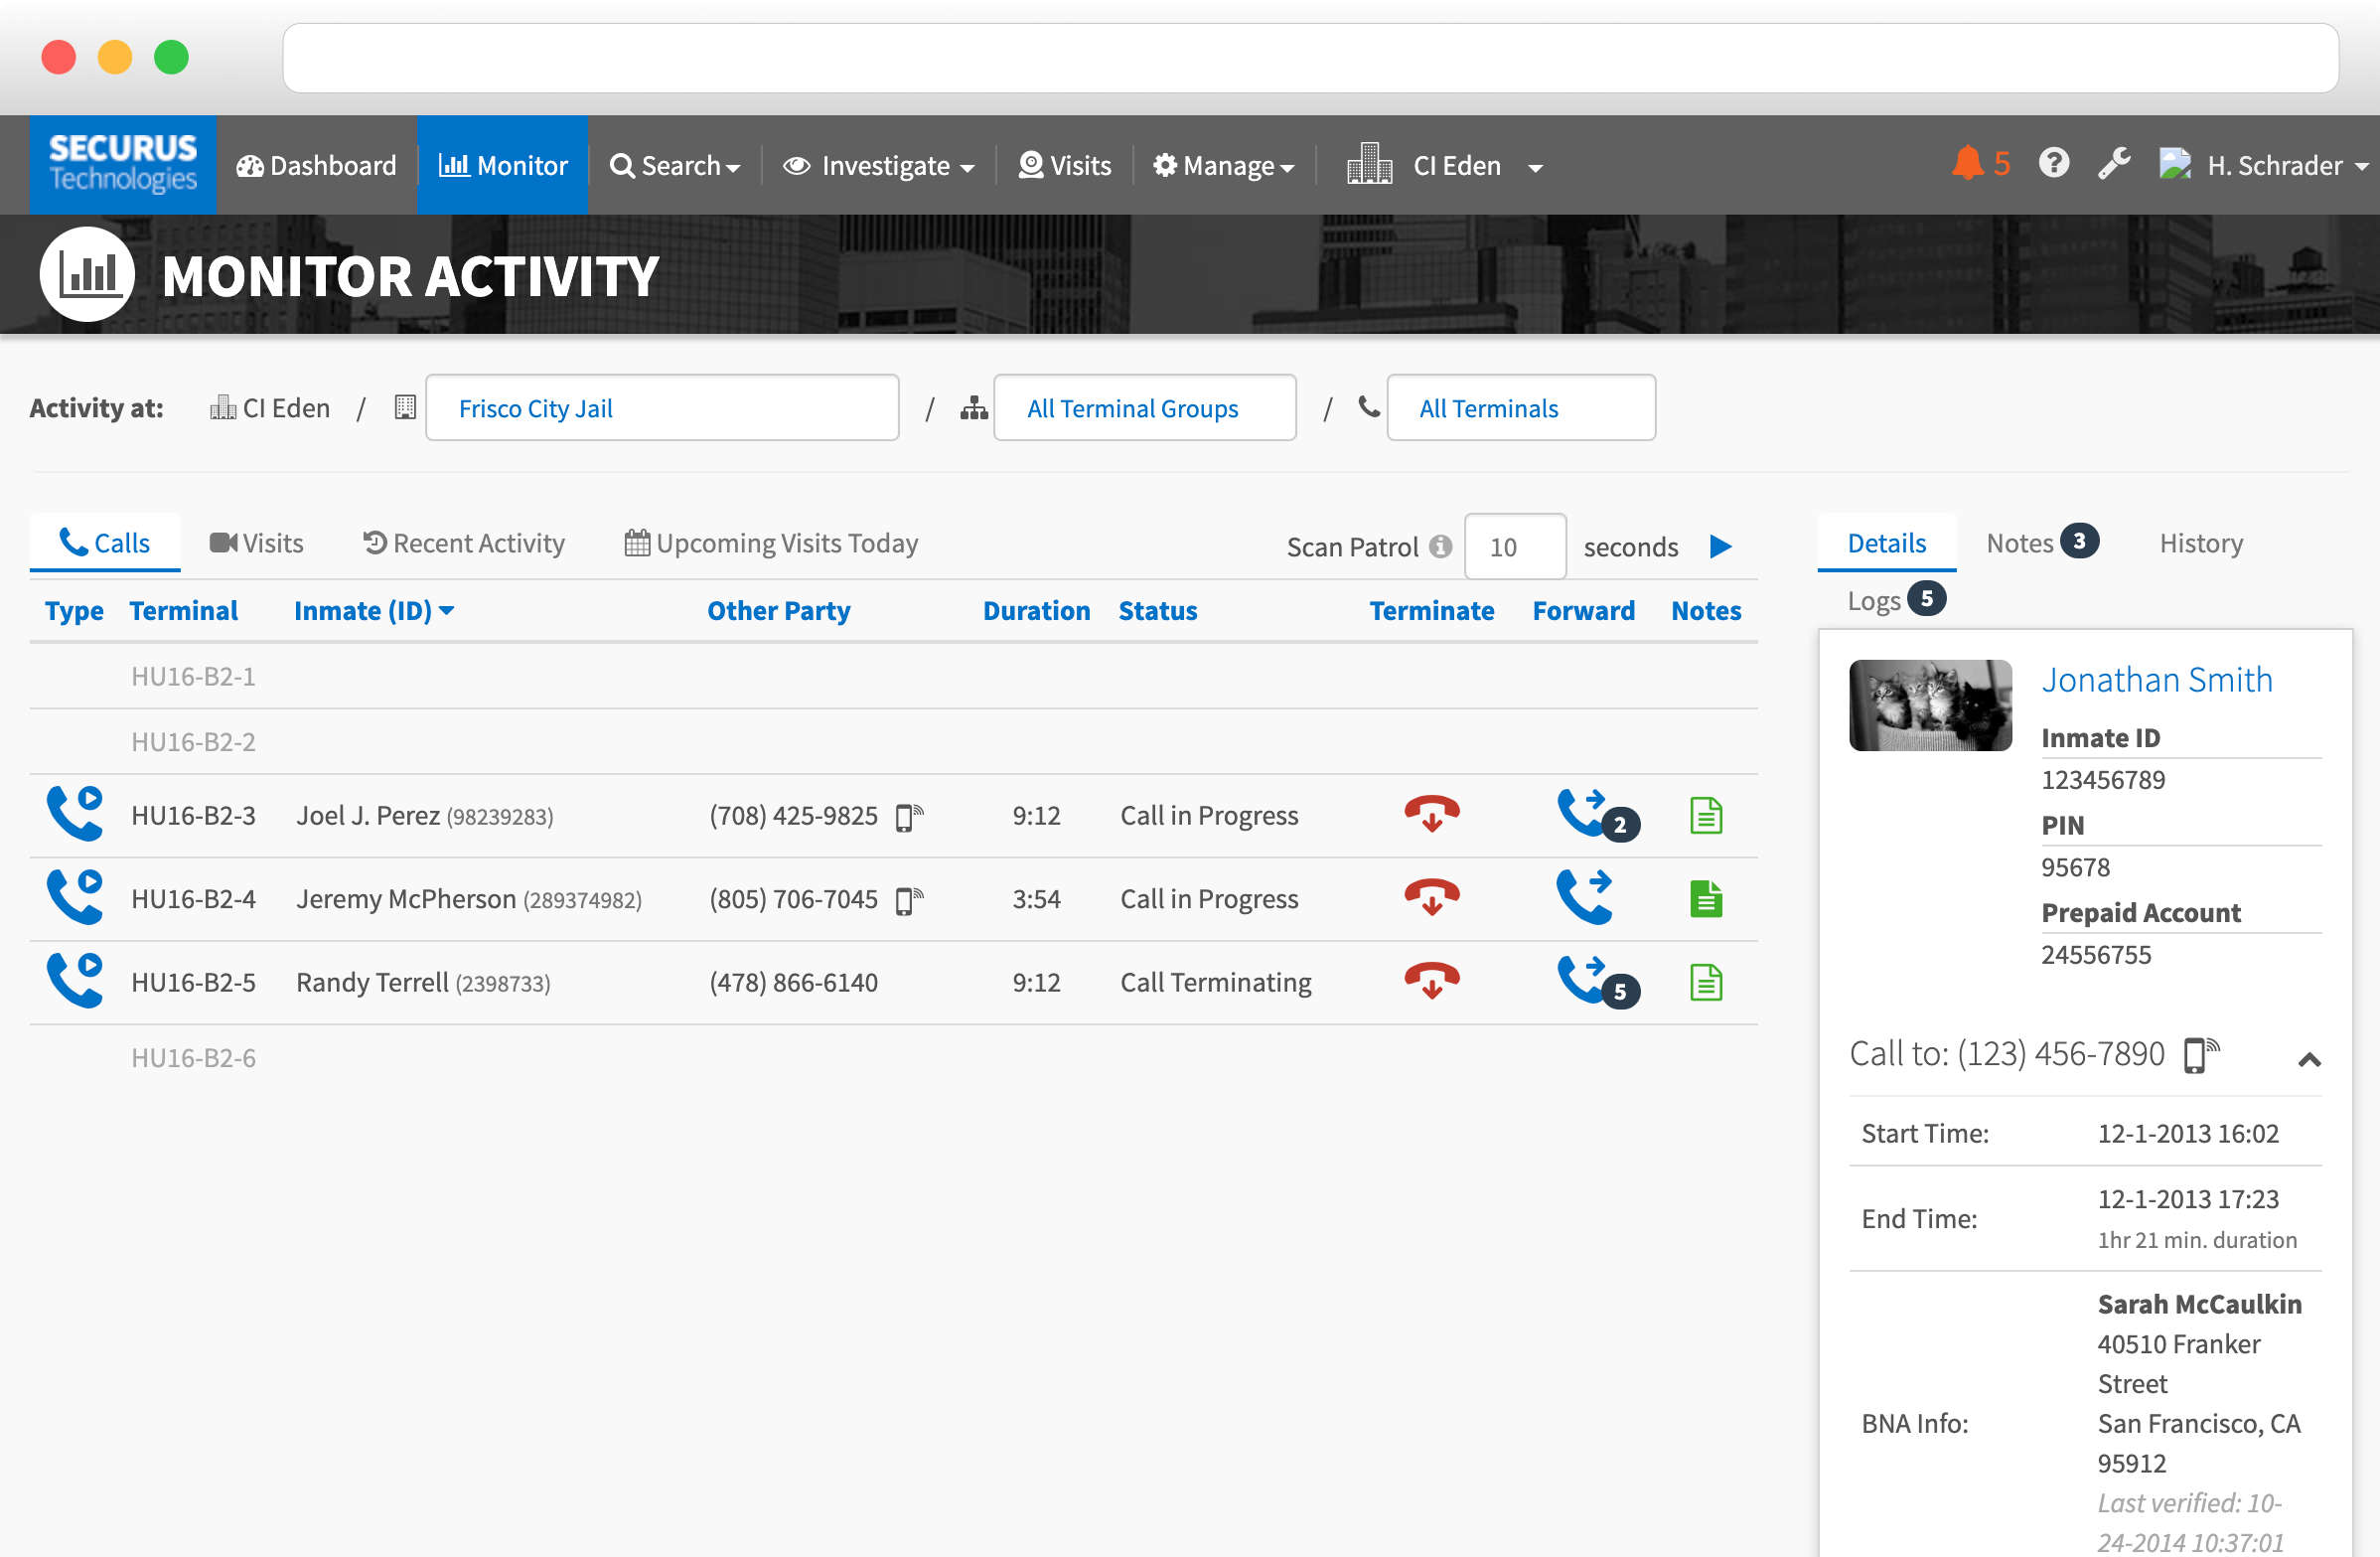 SECURUS
Technologies
Dashboard
Monitor
Search
Investigate
Visits
Manage
CI Eden
5
H. Schrader
MONITOR ACTIVITY
Activity at: CI Eden / Frisco City Jail / All Terminal Groups / All Terminals
Calls Visits Recent Activity Upcoming Visits Today Scan Patrol 10 seconds
Type Terminal Inmate (ID) Other Party Duration Status Terminate Forward Notes
HU16-B2-1
HU16-B2-2
HU16-B2-3 Joel J. Perez (98239283) (708) 425-9825 9:12 Call in Progress 2
HU16-B2-4 Jeremy McPherson (289374982) (805) 706-7045 3:54 Call in Progress
HU16-B2-5 Randy Terrell (2398733) (478) 866-6140 9:12 Call Terminating 5
HU16-B2-6
Details Notes 3 History
Logs 5
Jonathan Smith
Inmate ID
123456789
PIN
95678
Prepaid Account
24556755
Call to: (123) 456-7890
Start Time: 12-1-2013 16:02
End Time: 12-1-2013 17:23
1hr 21 min. duration
BNA Info: Sarah McCaulkin
40510 Franker
Street
San Francisco, CA
95912
Last verified: 10-
24-2014 10:37:01